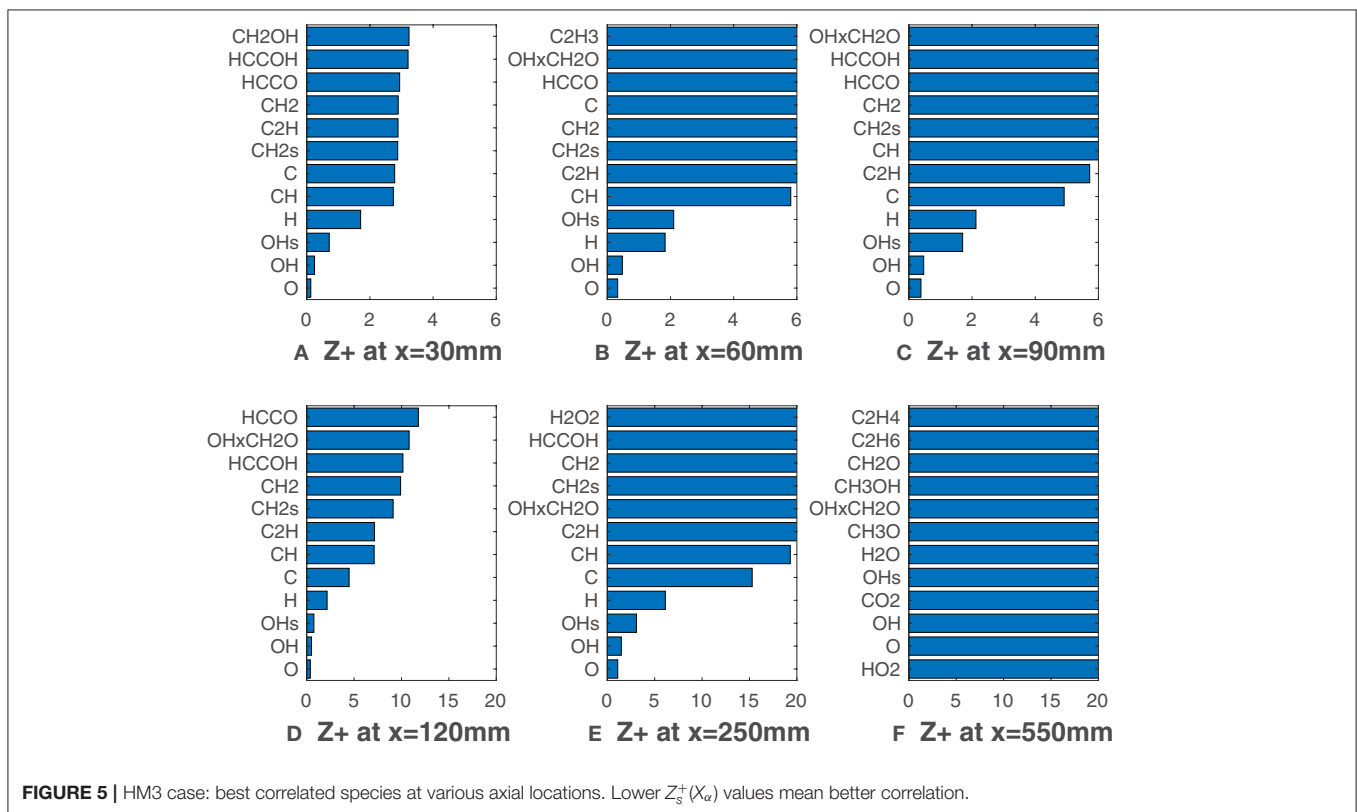 CH2OH
HCCOH
HCCO
CH2
C2H
CH2s
C
CH
H
OHs
OH
O
0 2 4 6
A Z+ at x=30mm
C2H3
OHxCH2O
HCCO
C
CH2
CH2s
C2H
CH
OHs
H
OH
O
0 2 4 6
B Z+ at x=60mm
OHxCH2O
HCCOH
HCCO
CH2
CH2s
CH
C2H
C
H
OHs
OH
O
0 2 4 6
C Z+ at x=90mm
HCCO
OHxCH2O
HCCOH
CH2
CH2s
C2H
CH
C
H
OHs
OH
O
0 5 10 15 20
D Z+ at x=120mm
H2O2
HCCOH
CH2
CH2s
OHxCH2O
C2H
CH
C
H
OHs
OH
O
0 5 10 15 20
E Z+ at x=250mm
C2H4
C2H6
CH2O
CH3OH
OHxCH2O
CH3O
H2O
OHs
CO2
OH
O
HO2
0 5 10 15 20
F Z+ at x=550mm
FIGURE 5 | HM3 case: best correlated species at various axial locations. Lower Z_s^+(X_α) values mean better correlation.